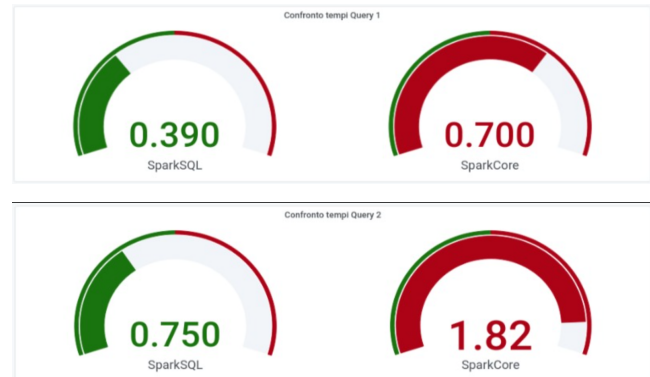 Confronto tempi Query 1
0.390 0.700
SparkSQL SparkCore
Confronto tempi Query 2
0.750 1.82
SparkSQL SparkCore